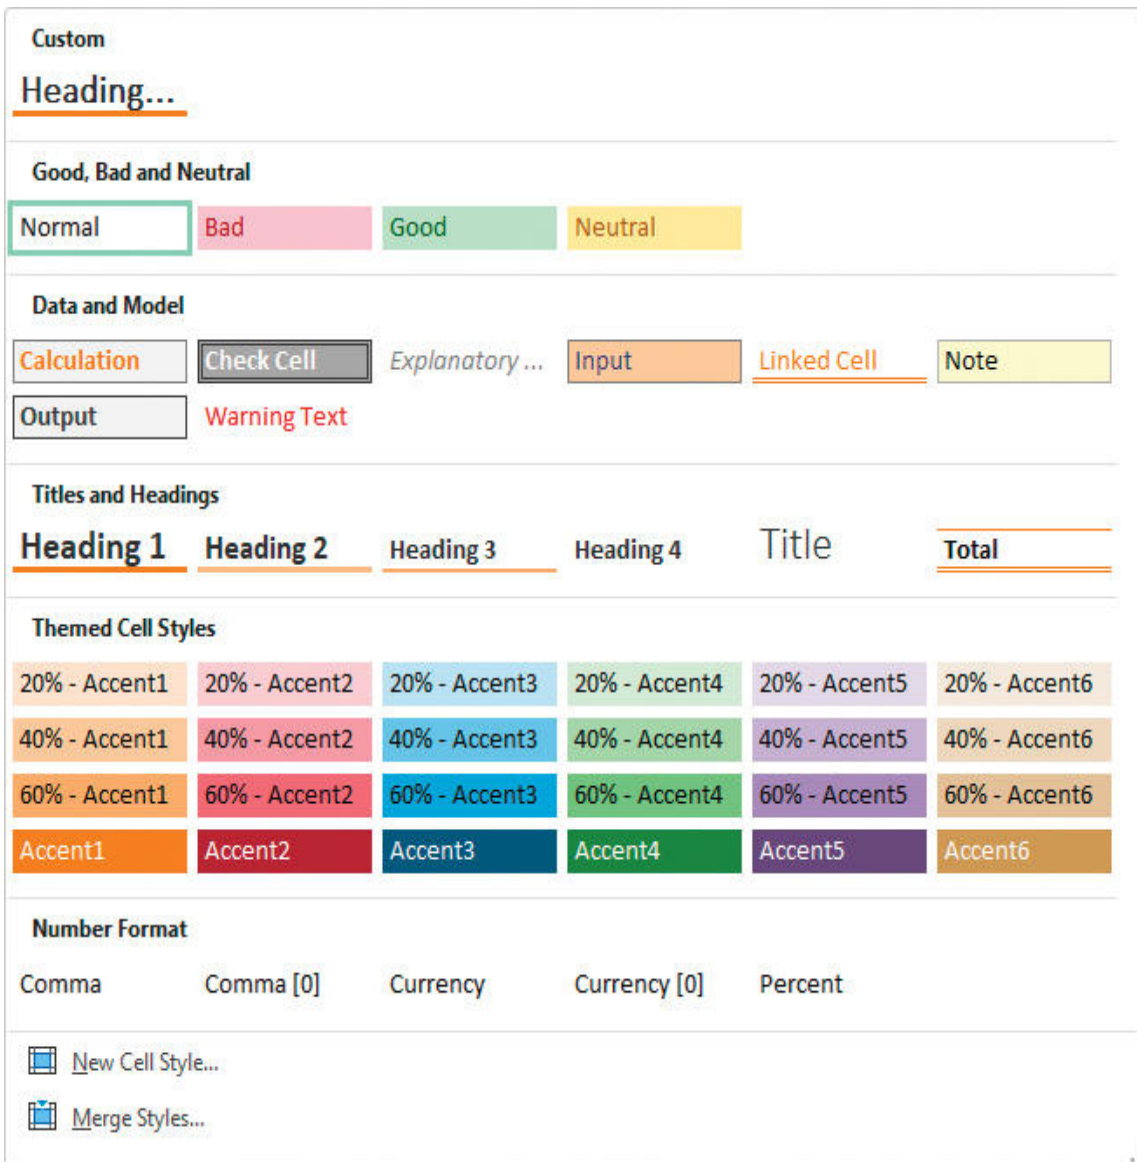 Custom
Heading...
Good, Bad and Neutral
Normal Bad Good Neutral
Data and Model
Calculation Check Cell Explanatory ... Input Linked Cell Note
Output Warning Text
Titles and Headings
Heading 1 Heading 2 Heading 3 Heading 4 Title Total
Themed Cell Styles
20% - Accent1 20% - Accent2 20% - Accent3 20% - Accent4 20% - Accent5 20% - Accent6
40% - Accent1 40% - Accent2 40% - Accent3 40% - Accent4 40% - Accent5 40% - Accent6
60% - Accent1 60% - Accent2 60% - Accent3 60% - Accent4 60% - Accent5 60% - Accent6
Accent1 Accent2 Accent3 Accent4 Accent5 Accent6
Number Format
Comma Comma [0] Currency Currency [0] Percent
New Cell Style...
Merge Styles...